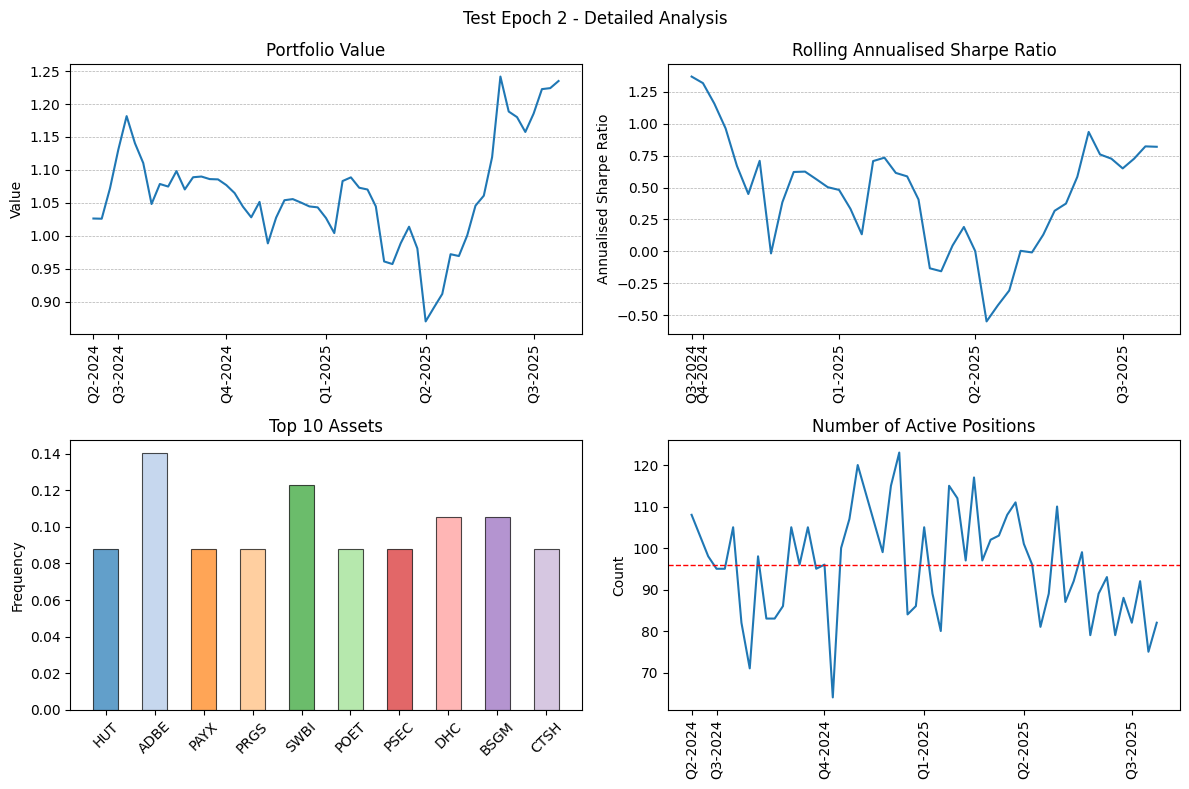 Test Epoch 2 - Detailed Analysis
Portfolio Value
Value
1.25
1.20
1.15
1.10
1.05
1.00
0.95
0.90
Q2-2024
Q3-2024
Q4-2024
Q1-2025
Q2-2025
Q3-2025
Rolling Annualised Sharpe Ratio
Annualised Sharpe Ratio
1.25
1.00
0.75
0.50
0.25
0.00
−0.25
−0.50
Q3-2024
Q4-2024
Q1-2025
Q2-2025
Q3-2025
Top 10 Assets
Frequency
0.14
0.12
0.10
0.08
0.06
0.04
0.02
0.00
HUT
ADBE
PAYX
PRGS
SWBI
POET
PSEC
DHC
BSGM
CTSH
Number of Active Positions
Count
120
110
100
90
80
70
Q2-2024
Q3-2024
Q4-2024
Q1-2025
Q2-2025
Q3-2025